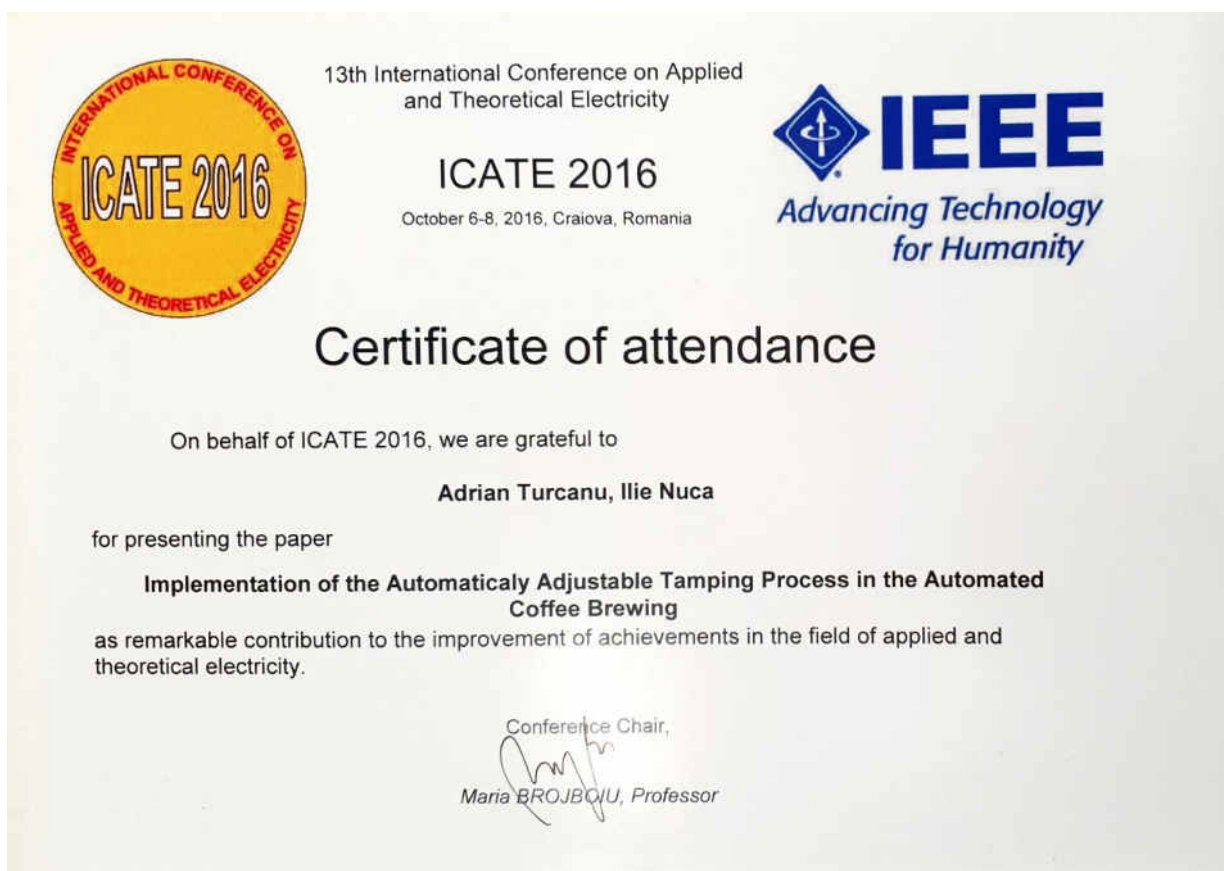 INTERNATIONAL CONFERENCE ON
ICATE 2016
APPLIED AND THEORETICAL ELECTRICITY
13th International Conference on Applied
and Theoretical Electricity
ICATE 2016
October 6-8, 2016, Craiova, Romania
IEEE
Advancing Technology
for Humanity
Certificate of attendance
On behalf of ICATE 2016, we are grateful to
Adrian Turcanu, Ilie Nuca
for presenting the paper
Implementation of the Automaticaly Adjustable Tamping Process in the Automated
Coffee Brewing
as remarkable contribution to the improvement of achievements in the field of applied and
theoretical electricity.
Conference Chair,
Maria BROJBOIU, Professor